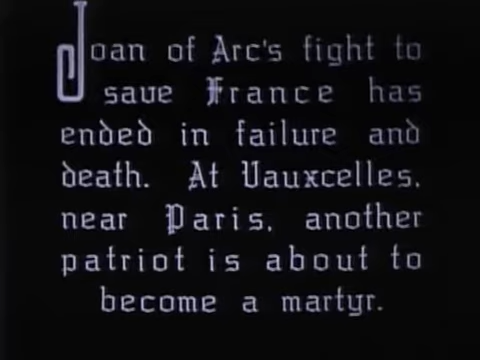 Joan of Arc's fight to
save France has
ended in failure and
death. At Vauxcelles,
near Paris, another
patriot is about to
become a martyr.